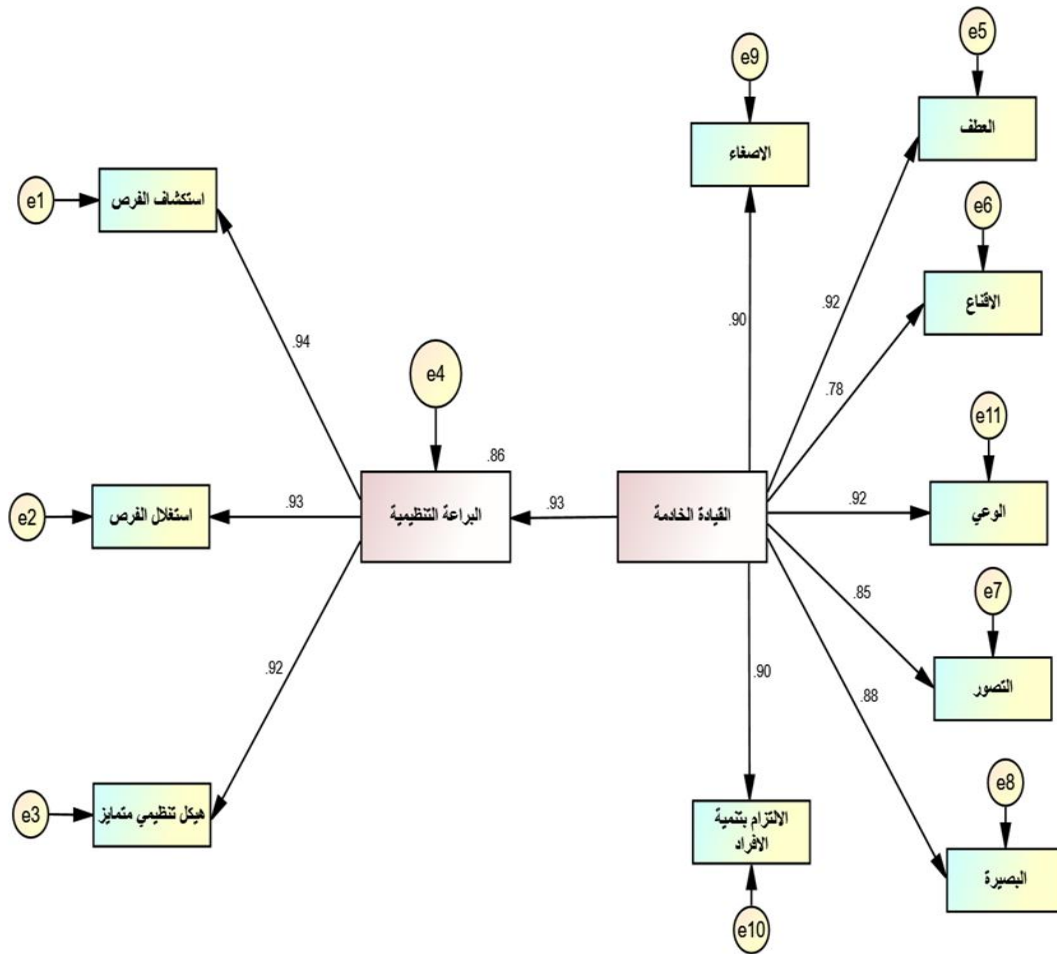 e5
e9
العطف
الاصغاء
استكشاف الفرص
e1
e6
.92
الاقناع
.94
.90
e4
.78
e11
.86
استغلال الفرص
e2
.93
البراعة التنظيمية
.93
القيادة الخادمة
.92
الوعي
.85
e7
.92
.90
.88
التصور
هيكل تنظيمي متمايز
e3
الالتزام بتنمية
الافراد
e8
البصيرة
e10